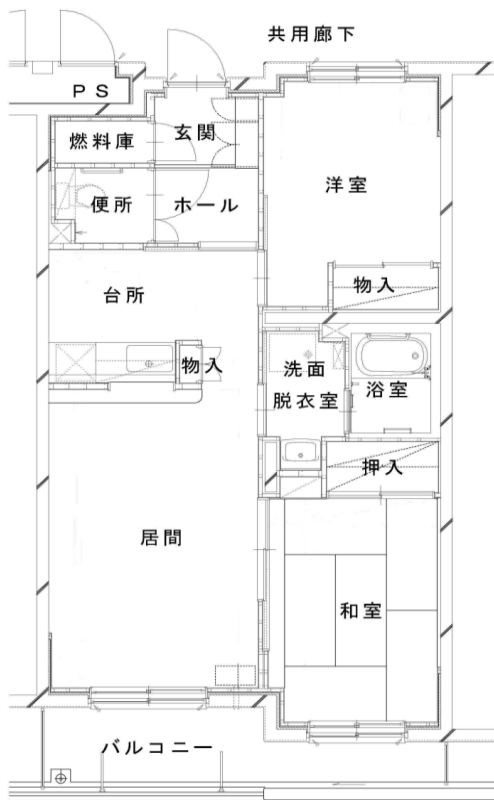 共用廊下
PS
玄関
燃料庫
洋室
便所
ホール
物入
台所
物入
洗面
脱衣室
浴室
押入
居間
和室
バルコニー